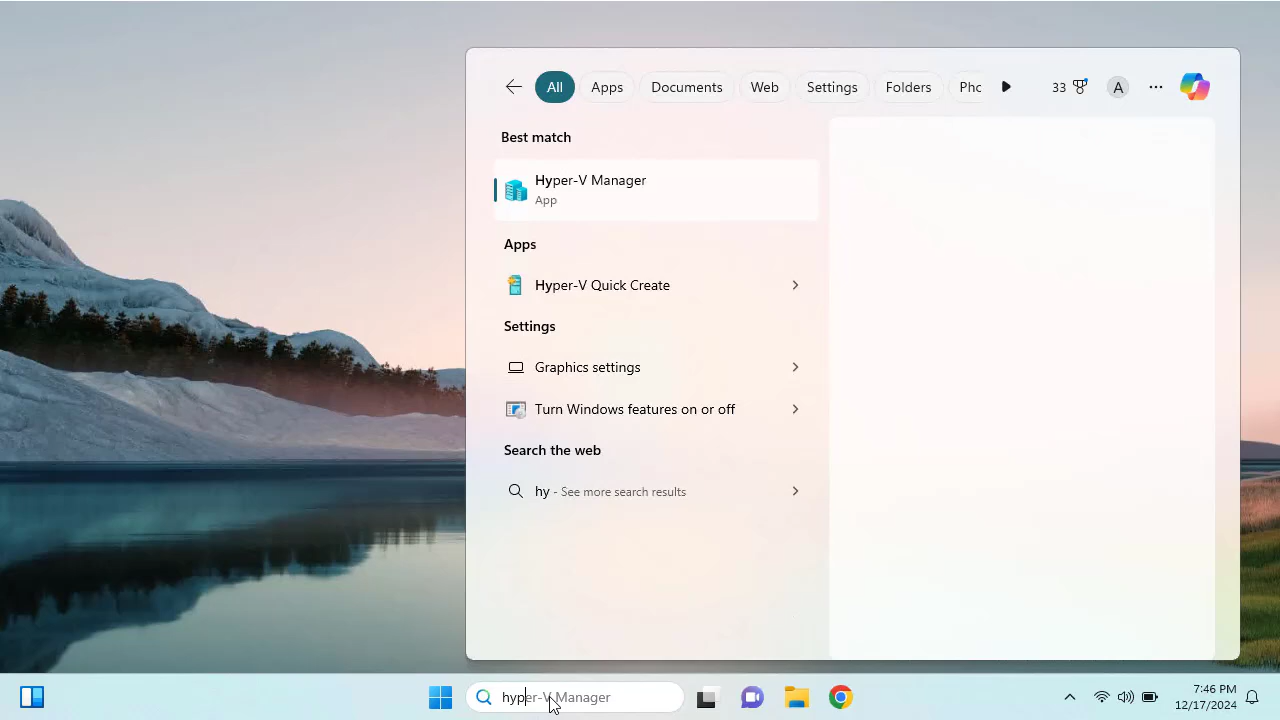 All Apps Documents Web Settings Folders Pho 33 A
Best match
Hyper-V Manager
App
Apps
Hyper-V Quick Create
Settings
Graphics settings
Turn Windows features on or off
Search the web
hy - See more search results
hyper-V Manager
7:46 PM
12/17/2024